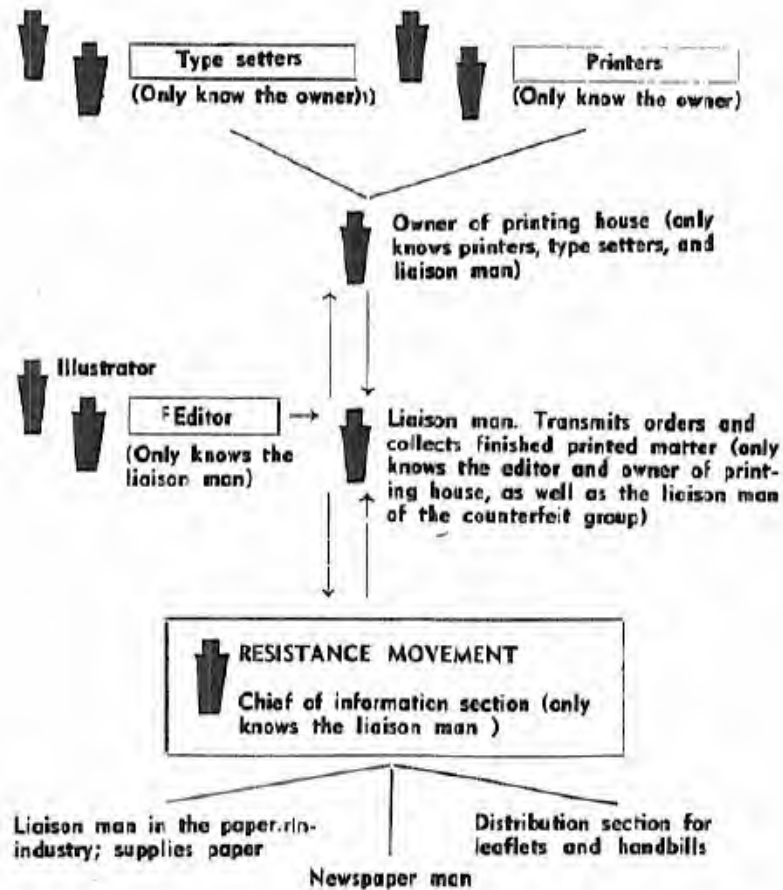 Type setters
(Only know the owner)1)
Printers
(Only know the owner)
Owner of printing house (only
knows printers, type setters, and
liaison man)
Illustrator
Editor
(Only knows the
liaison man)
Liaison man. Transmits orders and
collects finished printed matter (only
knows the editor and owner of print-
ing house, as well as the liaison man
of the counterfeit group)
RESISTANCE MOVEMENT
Chief of information section (only
knows the liaison man )
Liaison man in the paper
industry; supplies paper
Newspaper man
Distribution section for
leaflets and handbills